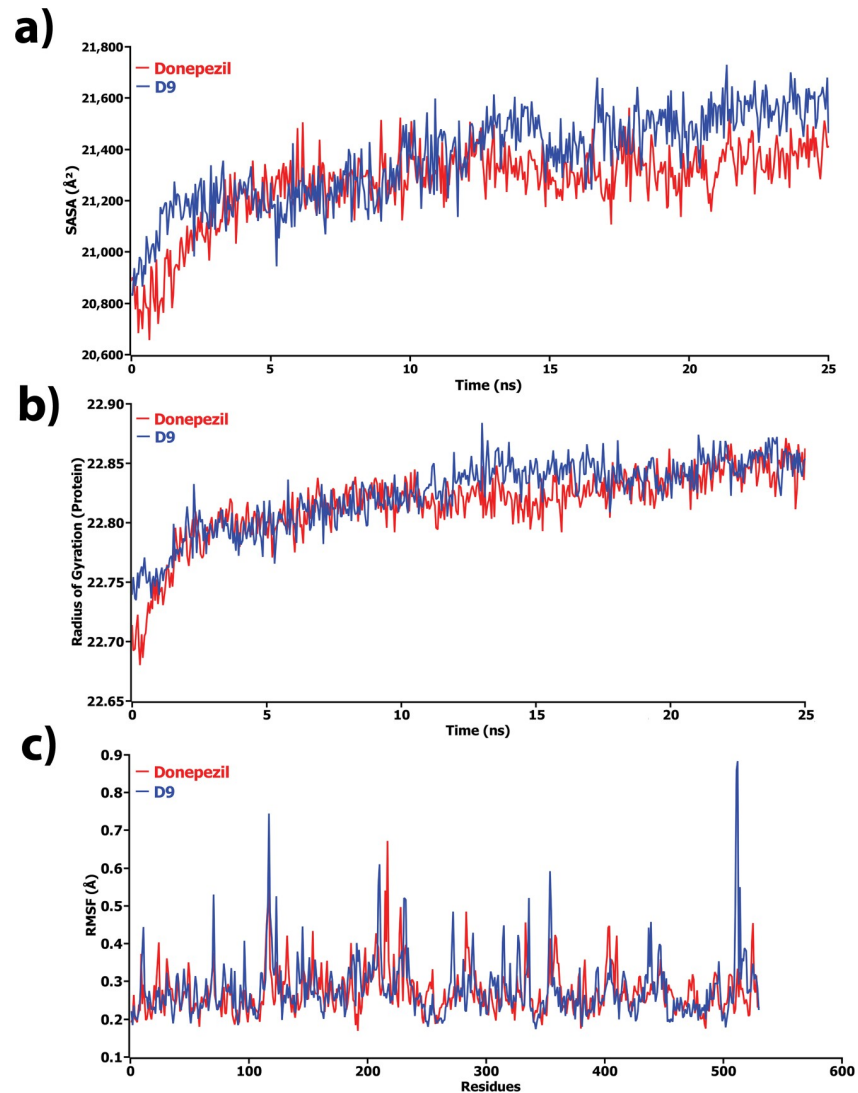 a)
21,800
Donepezil
D9
21,600
21,400
21,200
21,000
20,800
20,600
SASA (Å²)
0 5 10 15 20 25
Time (ns)
b)
22.90
Donepezil
D9
22.85
22.80
22.75
22.70
22.65
Radius of Gyration (Protein)
0 5 10 15 20 25
Time (ns)
c)
0.9
Donepezil
D9
0.8
0.7
0.6
0.5
0.4
0.3
0.2
0.1
RMSF (Å)
0 100 200 300 400 500 600
Residues